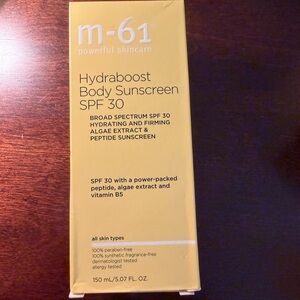 m-61
powerful skincare
Hydraboost
Body Sunscreen
SPF 30
BROAD SPECTRUM SPF 30
HYDRATING AND FIRMING
ALGAE EXTRACT &
PEPTIDE SUNSCREEN
SPF 30 with a power-packed
peptide, algae extract and
vitamin B5
all skin types
100% paraben-free
100% synthetic fragrance-free
dermatologist tested
allergy tested
150 mL/5.07 FL. OZ.